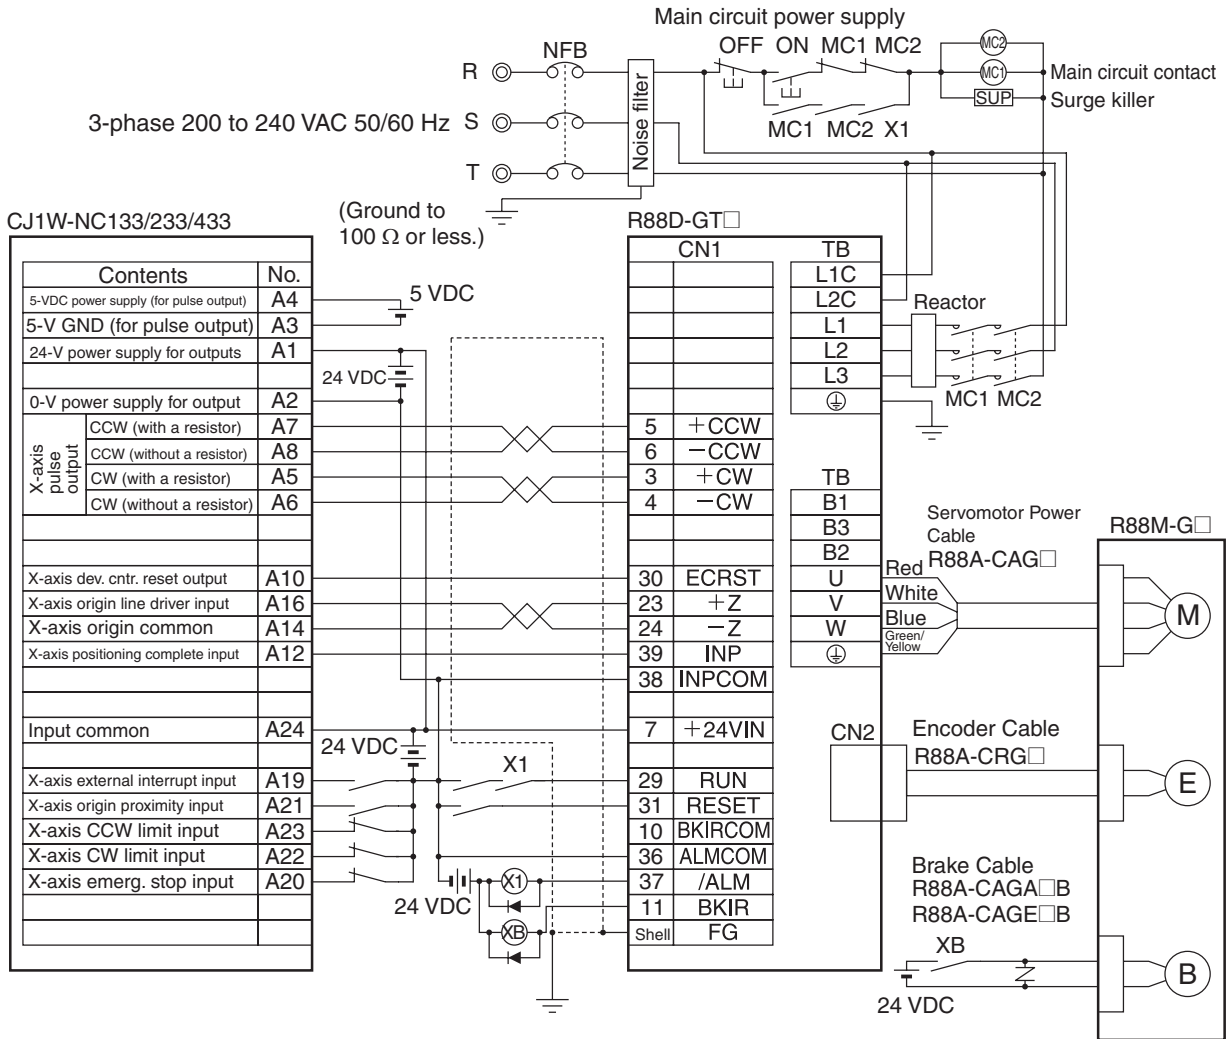 Main circuit power supply
OFF ON MC1 MC2
MC2
NFB
R
MC1
Main circuit contact
SUP
Surge killer
3-phase 200 to 240 VAC 50/60 Hz S
Noise filter
MC1 MC2 X1
T
(Ground to
100 Ω or less.)
CJ1W-NC133/233/433
Contents No.
5-VDC power supply (for pulse output) A4
5-V GND (for pulse output) A3
24-V power supply for outputs A1
0-V power supply for output A2
X-axis pulse output
CCW (with a resistor) A7
CCW (without a resistor) A8
CW (with a resistor) A5
CW (without a resistor) A6
X-axis dev. cntr. reset output A10
X-axis origin line driver input A16
X-axis origin common A14
X-axis positioning complete input A12
Input common A24
X-axis external interrupt input A19
X-axis origin proximity input A21
X-axis CCW limit input A23
X-axis CW limit input A22
X-axis emerg. stop input A20
5 VDC
24 VDC
24 VDC
X1
24 VDC
X1
XB
R88D-GT□
CN1
5 +CCW
6 −CCW
3 +CW
4 −CW
30 ECRST
23 +Z
24 −Z
39 INP
38 INPCOM
7 +24VIN
29 RUN
31 RESET
10 BKIRCOM
36 ALMCOM
37 /ALM
11 BKIR
Shell FG
TB
L1C
L2C
L1
L2
L3
TB
B1
B3
B2
U
V
W
CN2
Reactor
MC1 MC2
Servomotor Power
Cable
R88A-CAG□
Red
White
Blue
Green/
Yellow
R88M-G□
M
Encoder Cable
R88A-CRG□
E
Brake Cable
R88A-CAGA□B
R88A-CAGE□B
XB
24 VDC
B